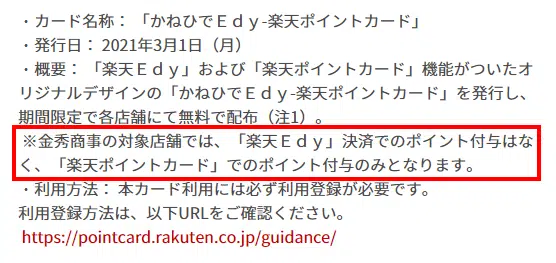 ・カード名称： 「かねひでＥｄｙ-楽天ポイントカード」
・発行日： 2021年3月1日（月）
・概要： 「楽天Ｅｄｙ」および「楽天ポイントカード」機能がついたオ
リジナルデザインの「かねひでＥｄｙ-楽天ポイントカード」を発行し、
期間限定で各店舗にて無料で配布（注1）。
※金秀商事の対象店舗では、「楽天Ｅｄｙ」決済でのポイント付与はな
く、「楽天ポイントカード」でのポイント付与のみとなります。
・利用方法： 本カード利用には必ず利用登録が必要です。
利用登録方法は、以下URLをご確認ください。
https://pointcard.rakuten.co.jp/guidance/